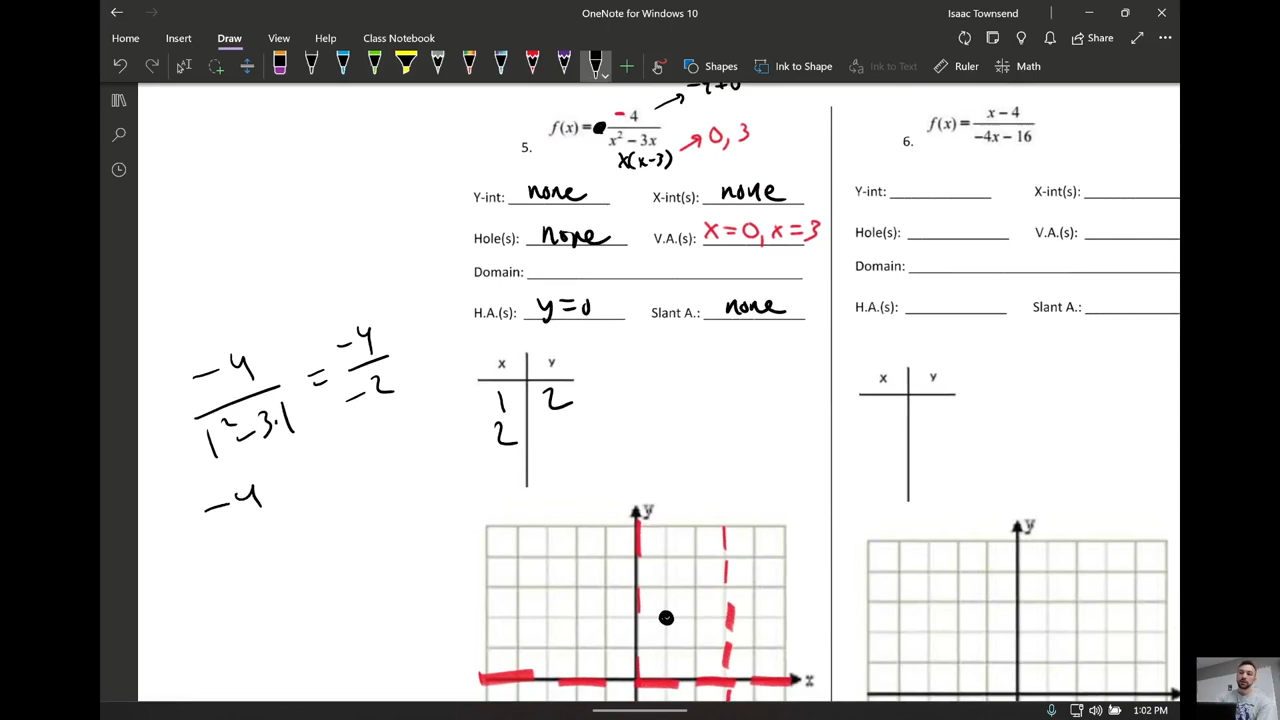 OneNote for Windows 10
Isaac Townsend
Home Insert Draw View Help Class Notebook
Share
Shapes Ink to Shape Ink to Text Ruler Math
-4≠0
5. f(x) = -4 / (x² − 3x) → 0, 3
x(x-3)
Y-int: none X-int(s): none
Hole(s): none V.A.(s): x=0, x=3
Domain:
H.A.(s): y=0 Slant A.: none
x y
1 2
2
-4 / (1²-3·1) = -4 / -2
-4
y
x
6. f(x) = (x − 4) / (−4x − 16)
Y-int: X-int(s):
Hole(s): V.A.(s):
Domain:
H.A.(s): Slant A.:
x y
y
1:02 PM